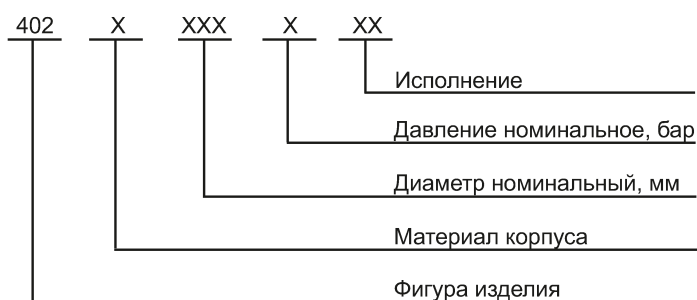 402 X XXX X XX
Исполнение
Давление номинальное, бар
Диаметр номинальный, мм
Материал корпуса
Фигура изделия